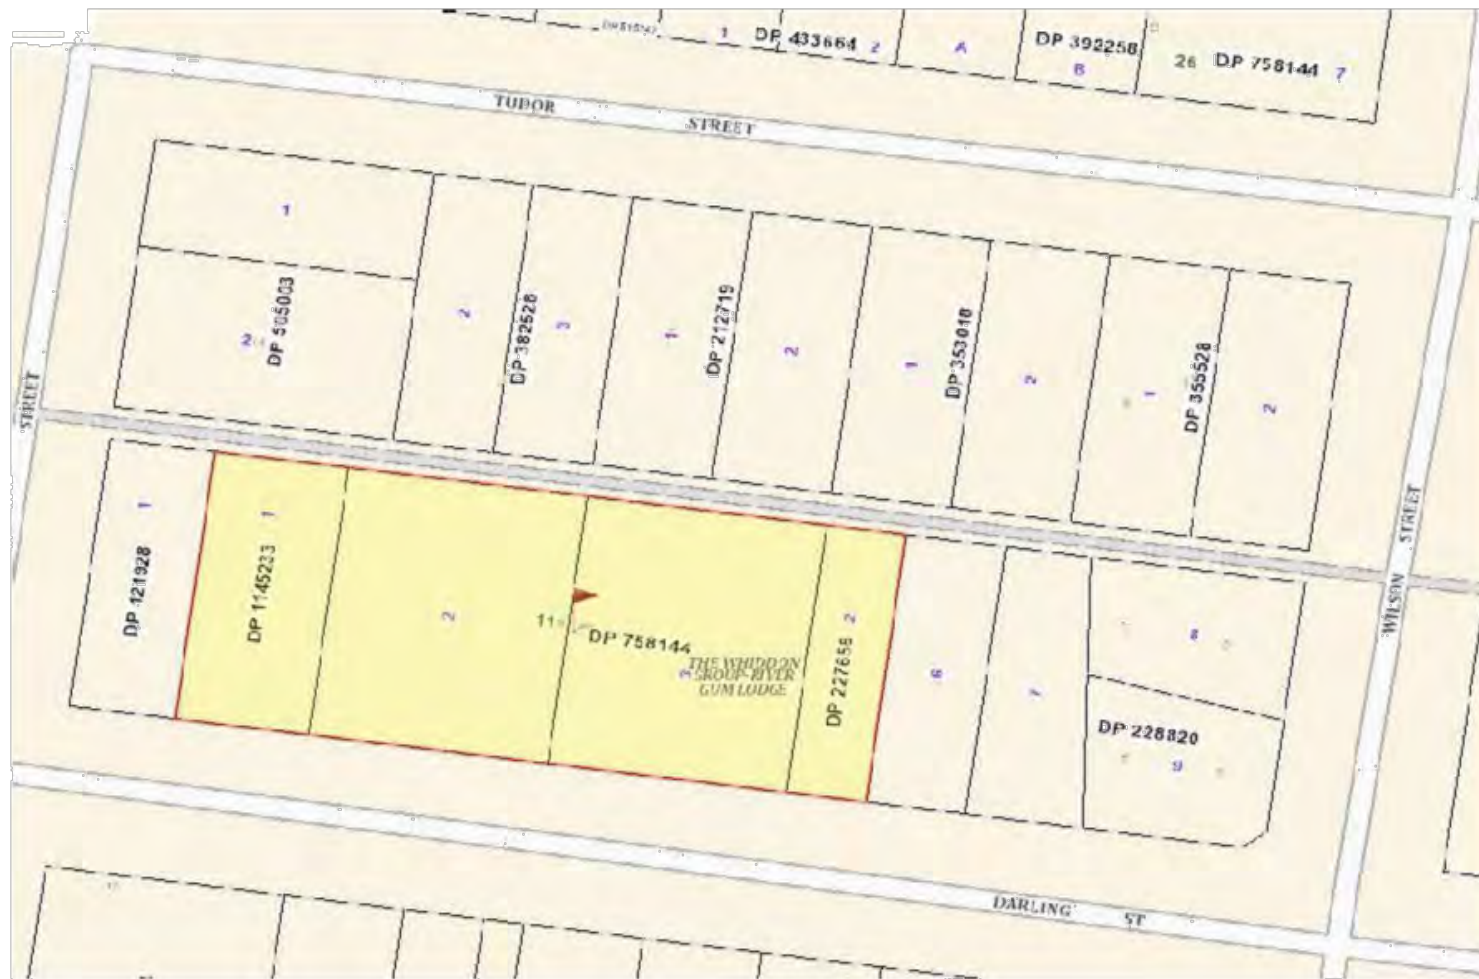 1
DP 433664
2
A
DP 392258
B
26
DP 758144
7
TUDOR
STREET
1
2
DP 505003
2
DP 382528
3
1
DP 212719
2
1
DP 353018
2
1
DP 355528
2
STREET
STREET
WILSON
1
DP 121928
1
DP 1145233
2
11
DP 758144
3
THE WHIDDON
GROUP-RIVER
GUM LODGE
2
DP 227656
6
7
8
DP 228820
9
DARLING
ST